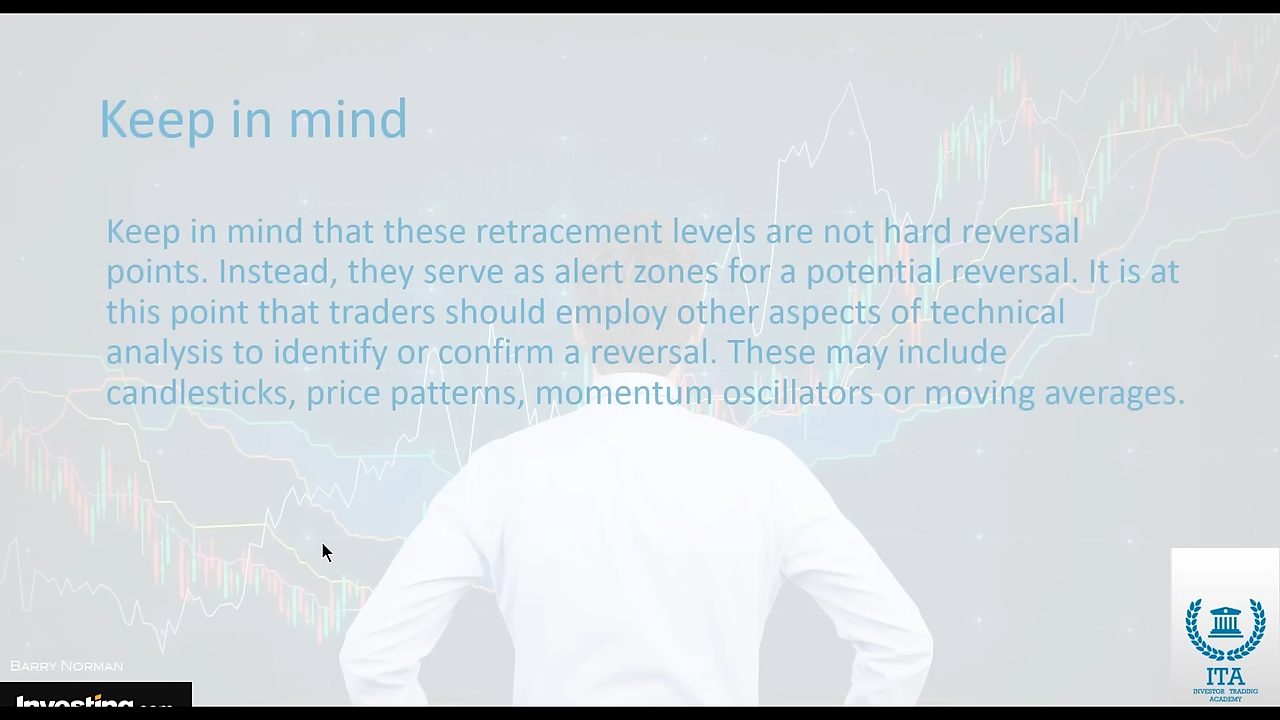 Keep in mind
Keep in mind that these retracement levels are not hard reversal
points. Instead, they serve as alert zones for a potential reversal. It is at
this point that traders should employ other aspects of technical
analysis to identify or confirm a reversal. These may include
candlesticks, price patterns, momentum oscillators or moving averages.
BARRY NORMAN
Investing.com
ITA
INVESTOR TRADING
ACADEMY